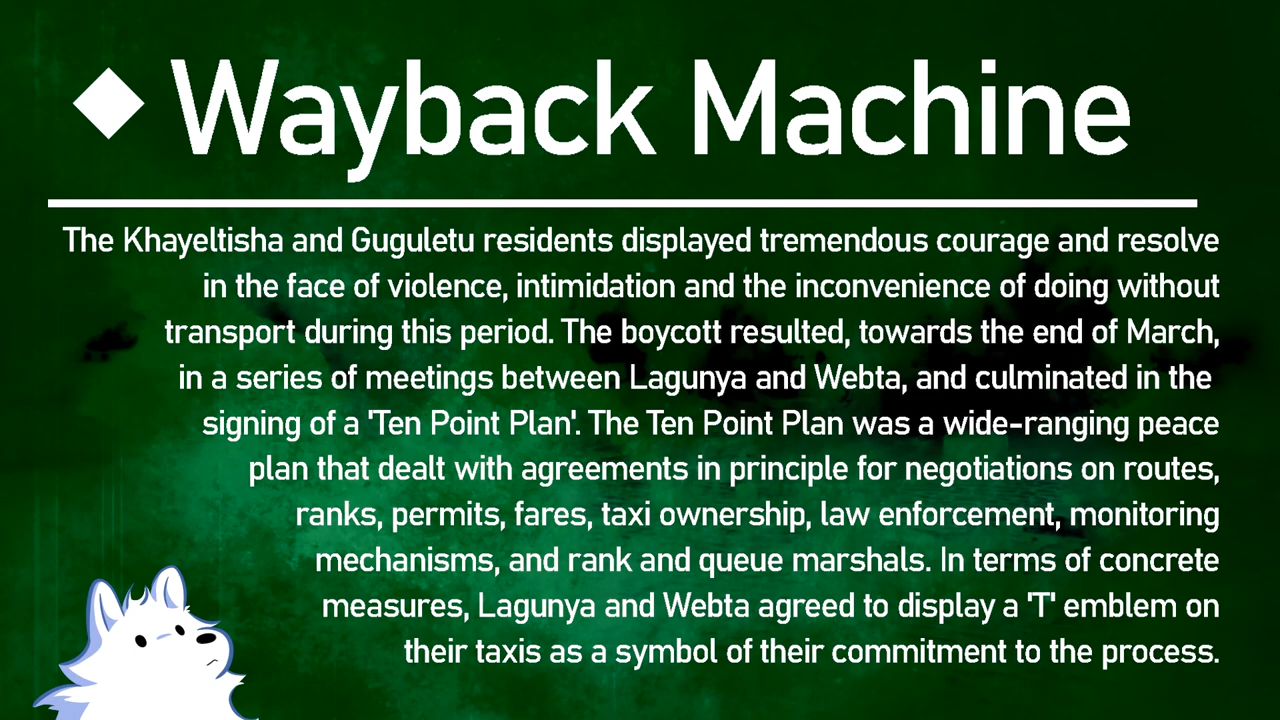 Wayback Machine
The Khayeltisha and Guguletu residents displayed tremendous courage and resolve
in the face of violence, intimidation and the inconvenience of doing without
transport during this period. The boycott resulted, towards the end of March,
in a series of meetings between Lagunya and Webta, and culminated in the
signing of a 'Ten Point Plan'. The Ten Point Plan was a wide-ranging peace
plan that dealt with agreements in principle for negotiations on routes,
ranks, permits, fares, taxi ownership, law enforcement, monitoring
mechanisms, and rank and queue marshals. In terms of concrete
measures, Lagunya and Webta agreed to display a 'T' emblem on
their taxis as a symbol of their commitment to the process.